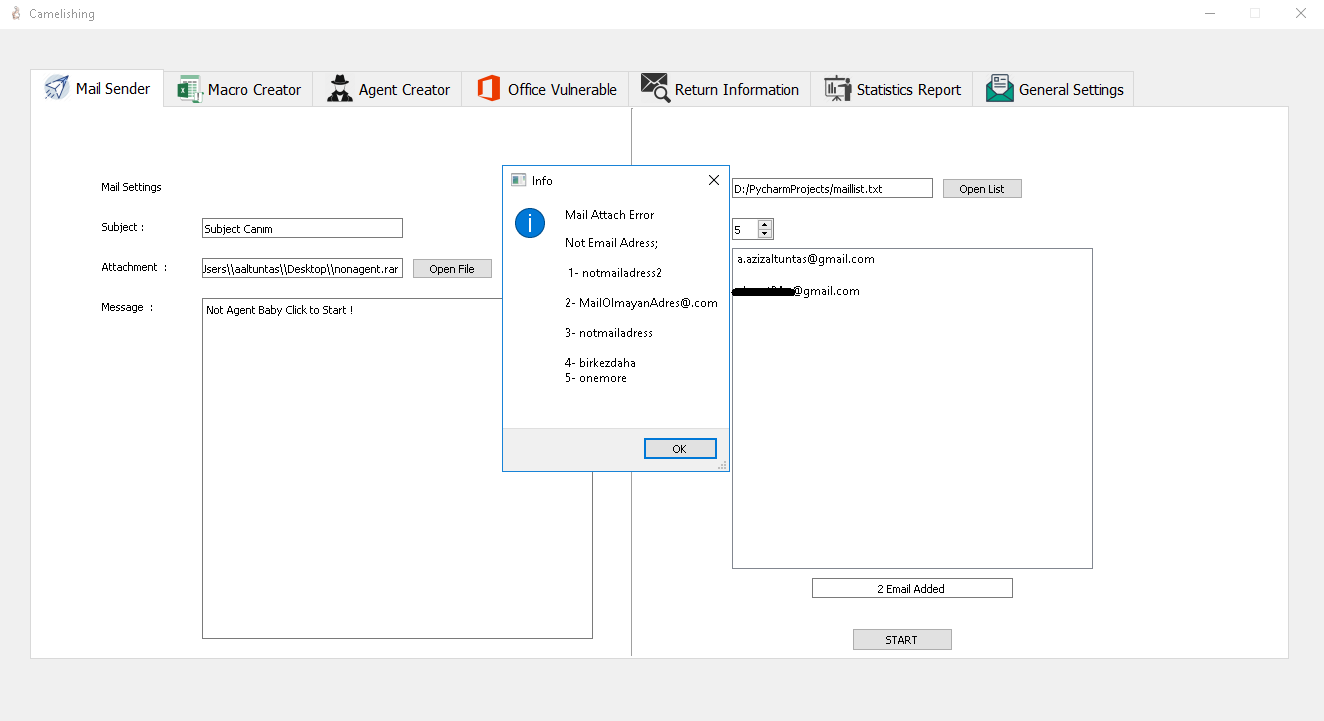 Camelishing
Mail Sender
Macro Creator
Agent Creator
Office Vulnerable
Return Information
Statistics Report
General Settings
Mail Settings
Subject :
Subject Canım
Attachment :
Jsers\\aaltuntas\\Desktop\\nonagent.rar
Open File
Message :
Not Agent Baby Click to Start !
Info
Mail Attach Error
Not Email Adress;
1- notmailadress2
2- MailOlmayanAdres@.com
3- notmailadress
4- birkezdaha
5- onemore
OK
D:/PycharmProjects/maillist.txt
Open List
5
a.azizaltuntas@gmail.com
@gmail.com
2 Email Added
START